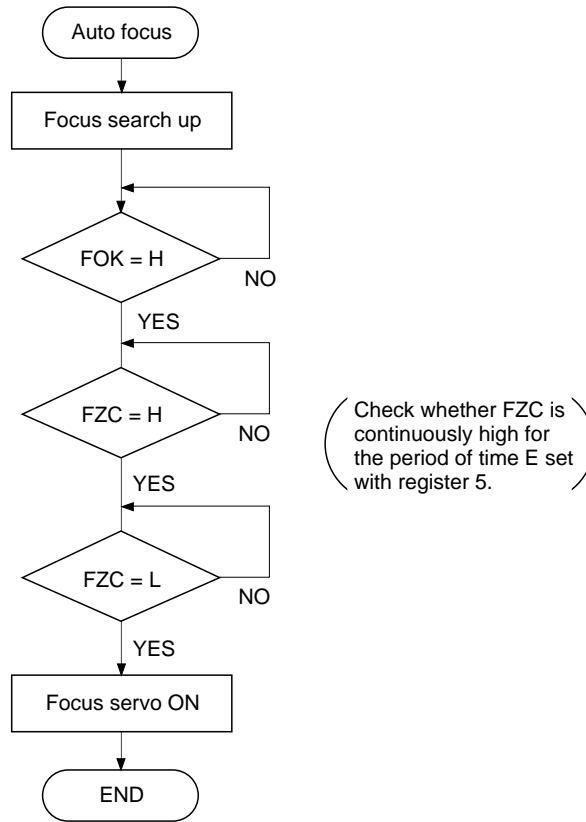 Auto focus
Focus search up
FOK = H
NO
YES
FZC = H
NO
Check whether FZC is
continuously high for
the period of time E set
with register 5.
YES
FZC = L
NO
YES
Focus servo ON
END